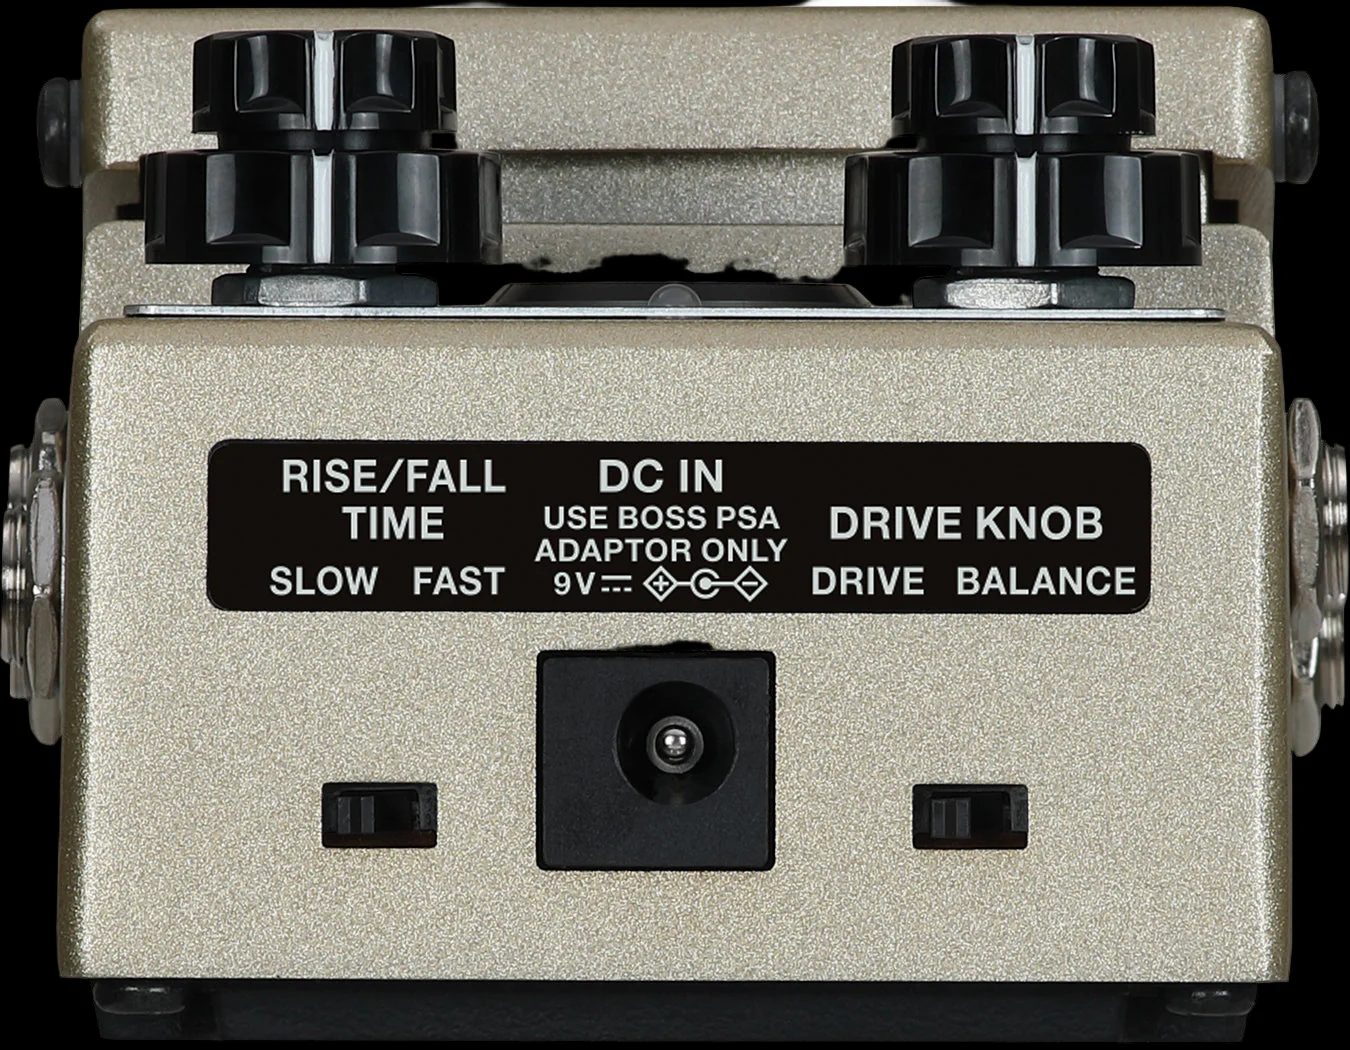 RISE/FALL
TIME
SLOW FAST
DC IN
USE BOSS PSA
ADAPTOR ONLY
9V
DRIVE KNOB
DRIVE BALANCE